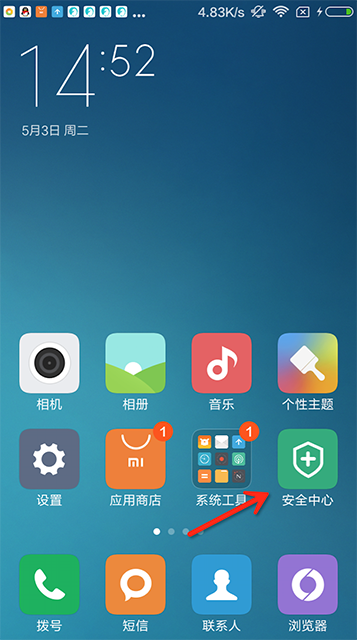 4.83K/s
14:52
5月3日 周二
相机 相册 音乐 个性主题
1 1
mi
设置 应用商店 系统工具 安全中心
拨号 短信 联系人 浏览器